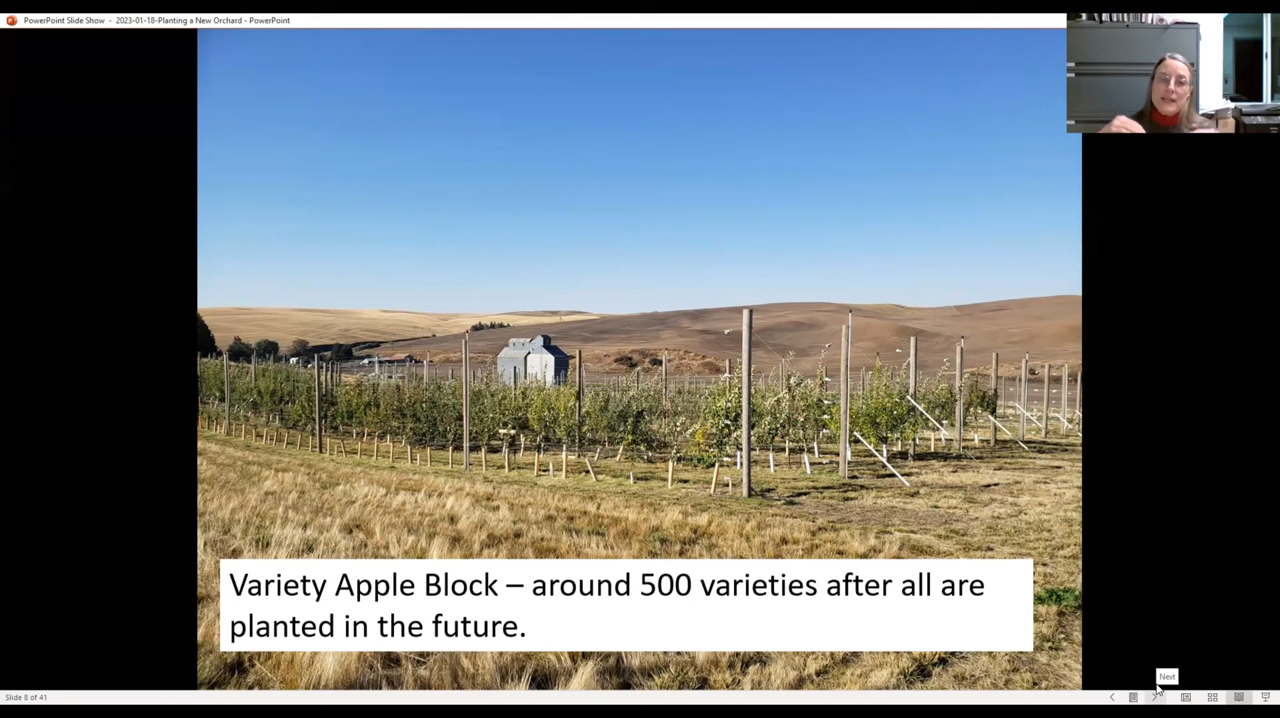 PowerPoint Slide Show - 2023-01-18-Planting a New Orchard - PowerPoint
Variety Apple Block – around 500 varieties after all are
planted in the future.
Next
Slide 8 of 41